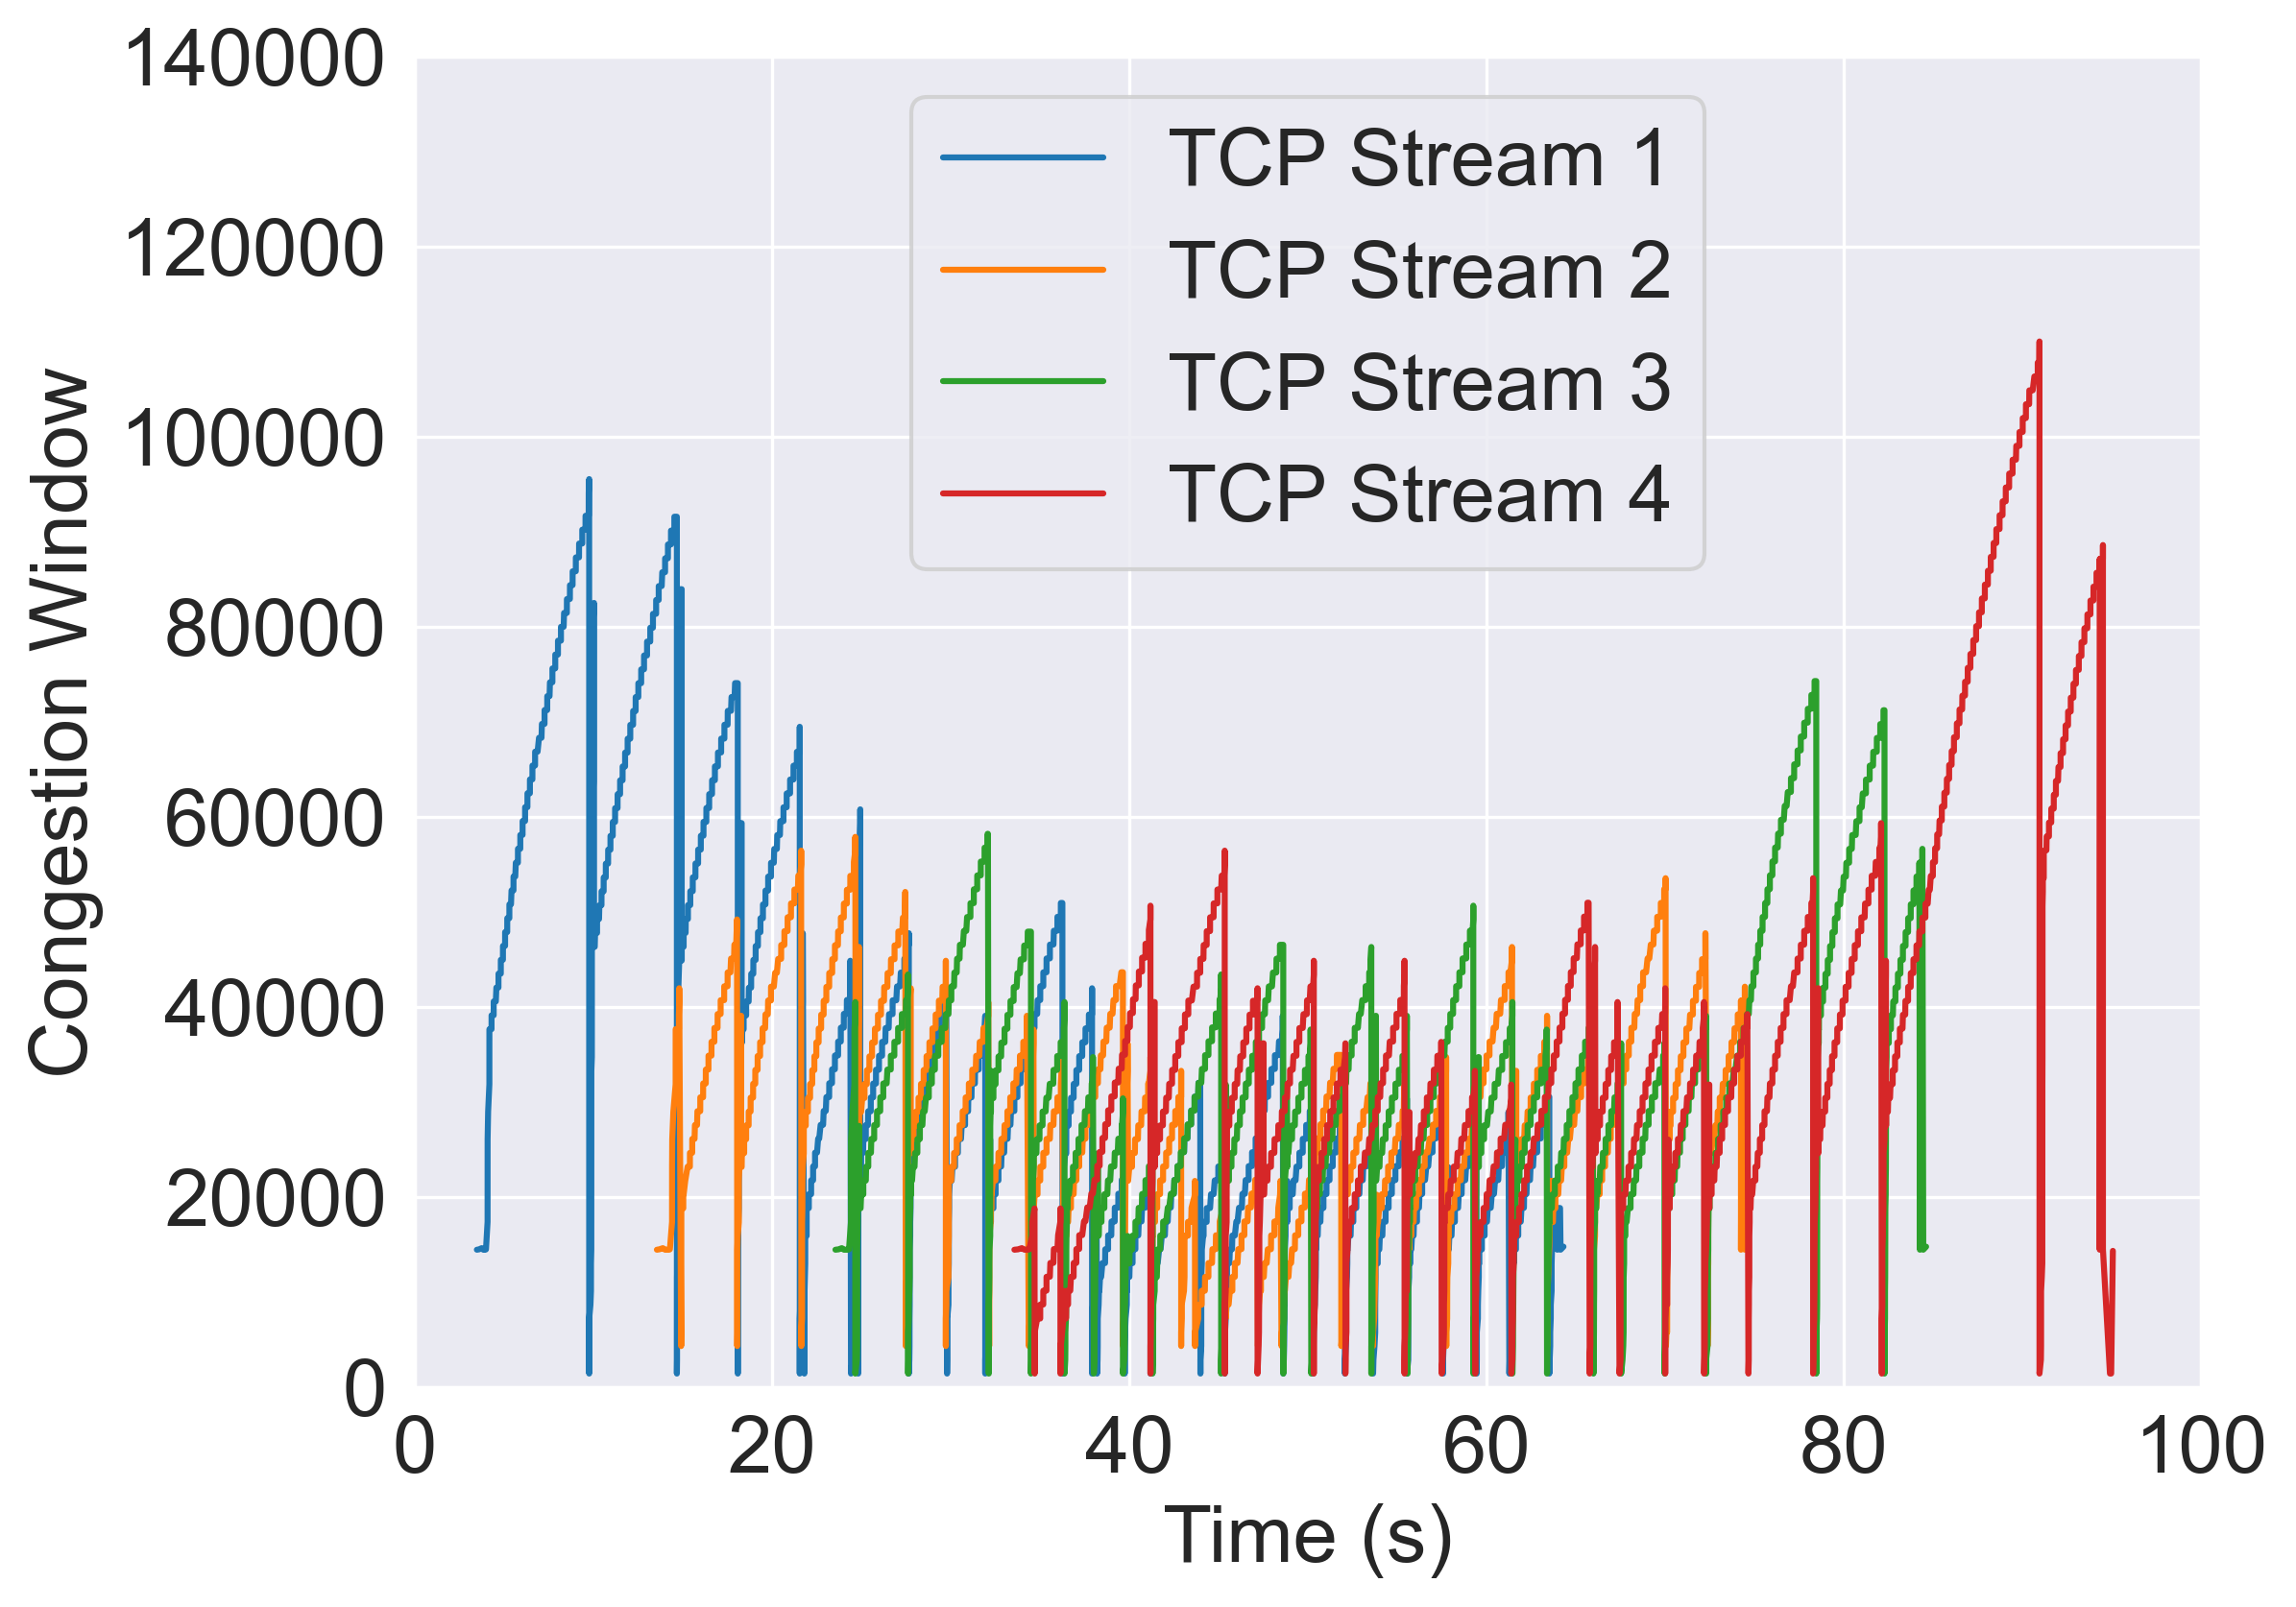 140000
120000
100000
80000
60000
40000
20000
0
Congestion Window
TCP Stream 1
TCP Stream 2
TCP Stream 3
TCP Stream 4
0 20 40 60 80 100
Time (s)